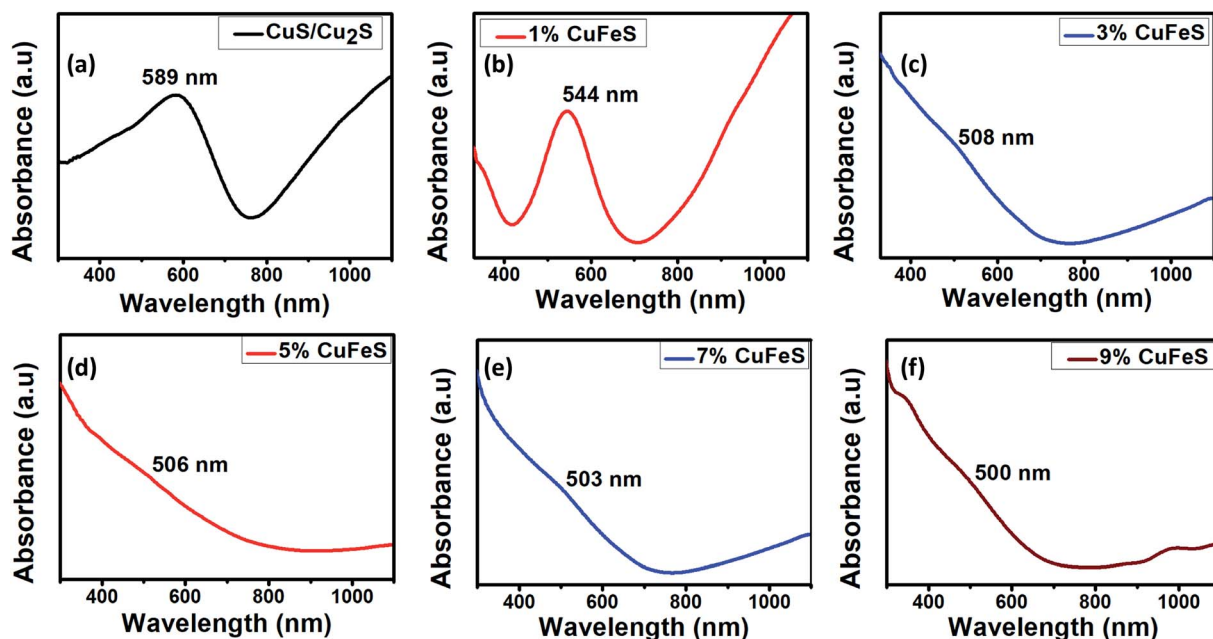 (a)
CuS/Cu2S
589 nm
Absorbance (a.u)
400 600 800 1000
Wavelength (nm)
(b)
1% CuFeS
544 nm
Absorbance (a.u)
400 600 800 1000
Wavelength (nm)
(c)
3% CuFeS
508 nm
Absorbance (a.u)
400 600 800 1000
Wavelength (nm)
(d)
5% CuFeS
506 nm
Absorbance (a.u)
400 600 800 1000
Wavelength (nm)
(e)
7% CuFeS
503 nm
Absorbance (a.u)
400 600 800 1000
Wavelength (nm)
(f)
9% CuFeS
500 nm
Absorbance (a.u)
400 600 800 1000
Wavelength (nm)